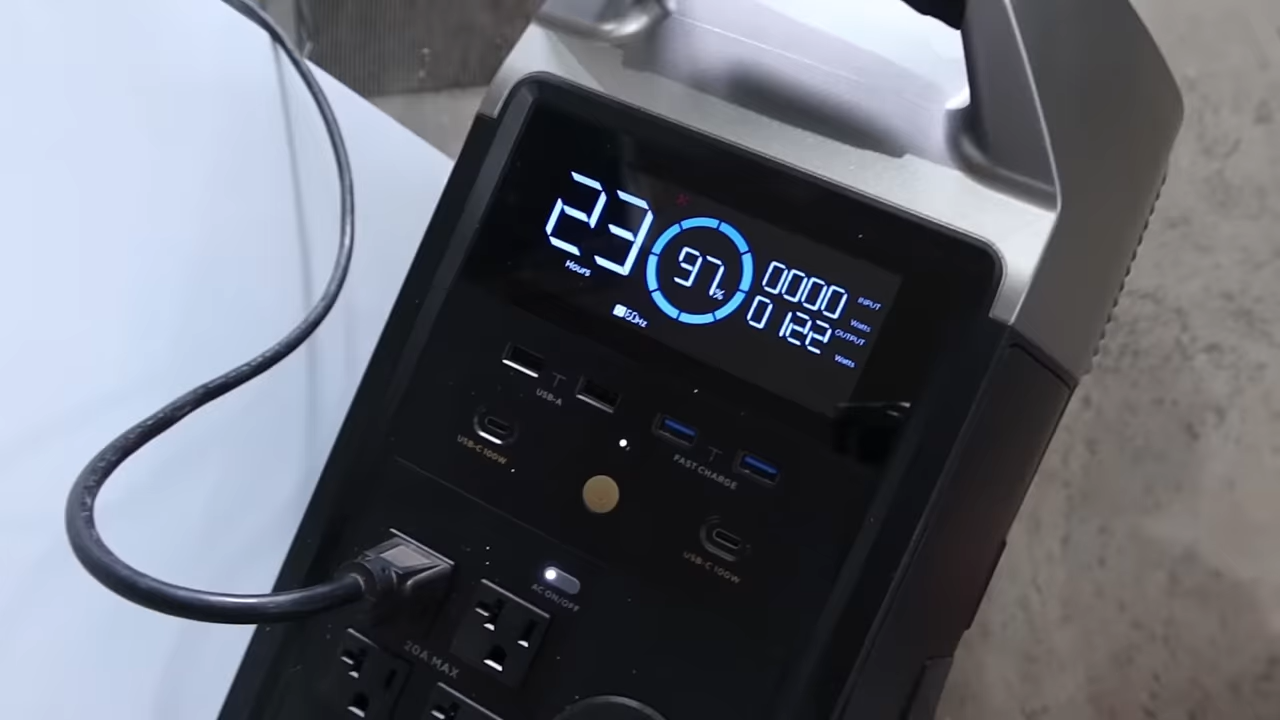 23
Hours
97%
0000 INPUT
Watts
0122 OUTPUT
Watts
60Hz
USB-A
USB-C 100W
FAST CHARGE
USB-C 100W
AC ON/OFF
20A MAX